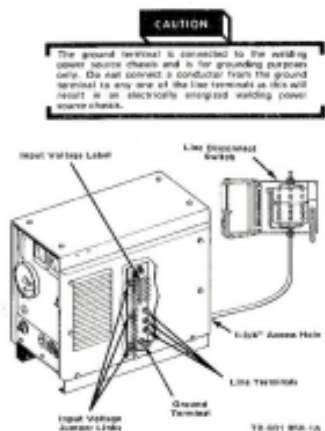 CAUTION
The ground terminal is connected to the welding
power source chassis and is for grounding purposes
only. Do not connect a conductor from the ground
terminal to any one of the line terminals as this will
result in an electrically energized welding power
source chassis.
Line Disconnect
Switch
Input Voltage Label
1-3/4" Access Hole
Line Terminals
Ground
Terminal
Input Voltage
Jumper Links